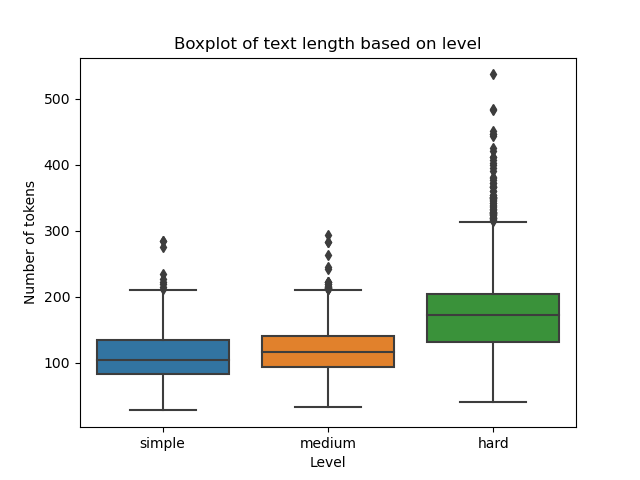 Boxplot of text length based on level
Number of tokens
500
400
300
200
100
simple medium hard
Level